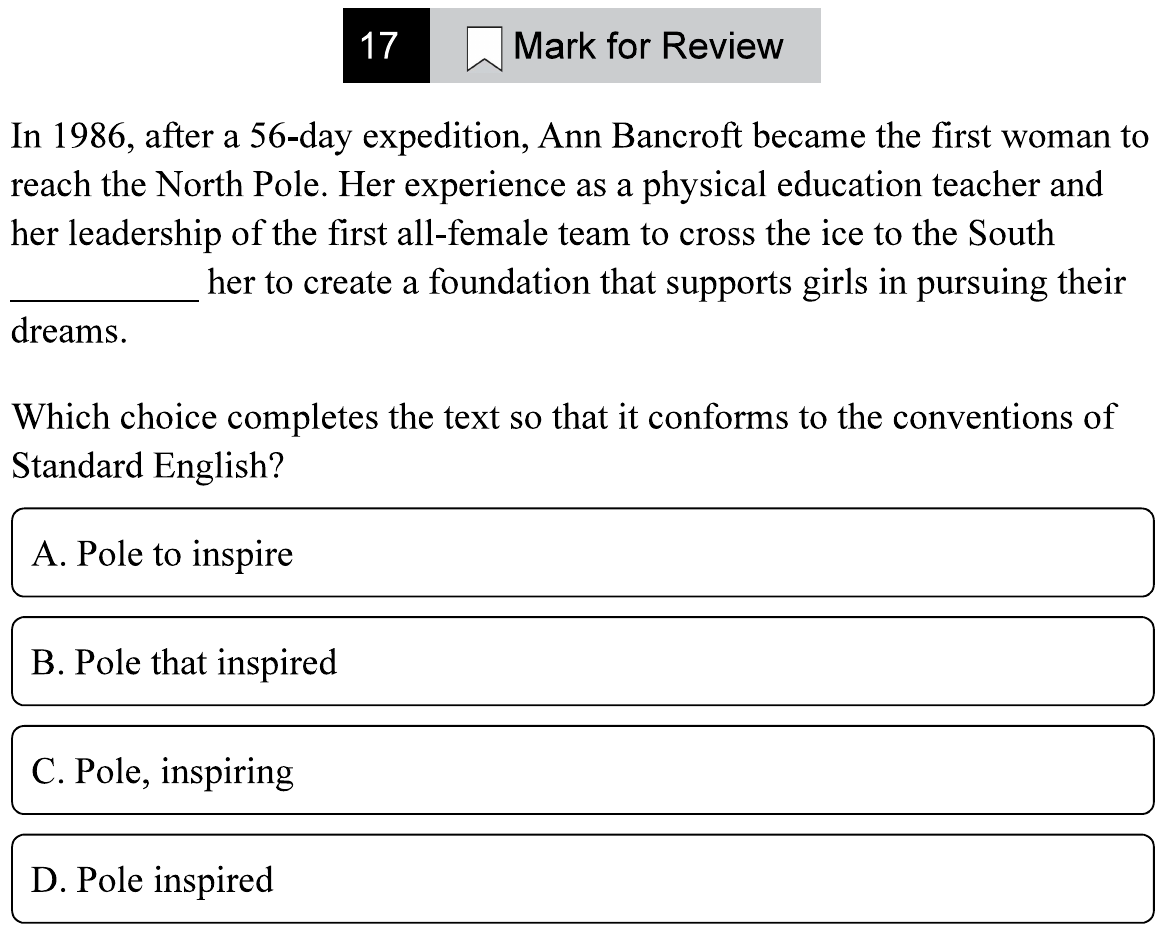 17 Mark for Review
In 1986, after a 56-day expedition, Ann Bancroft became the first woman to
reach the North Pole. Her experience as a physical education teacher and
her leadership of the first all-female team to cross the ice to the South
__________ her to create a foundation that supports girls in pursuing their
dreams.
Which choice completes the text so that it conforms to the conventions of
Standard English?
A. Pole to inspire
B. Pole that inspired
C. Pole, inspiring
D. Pole inspired